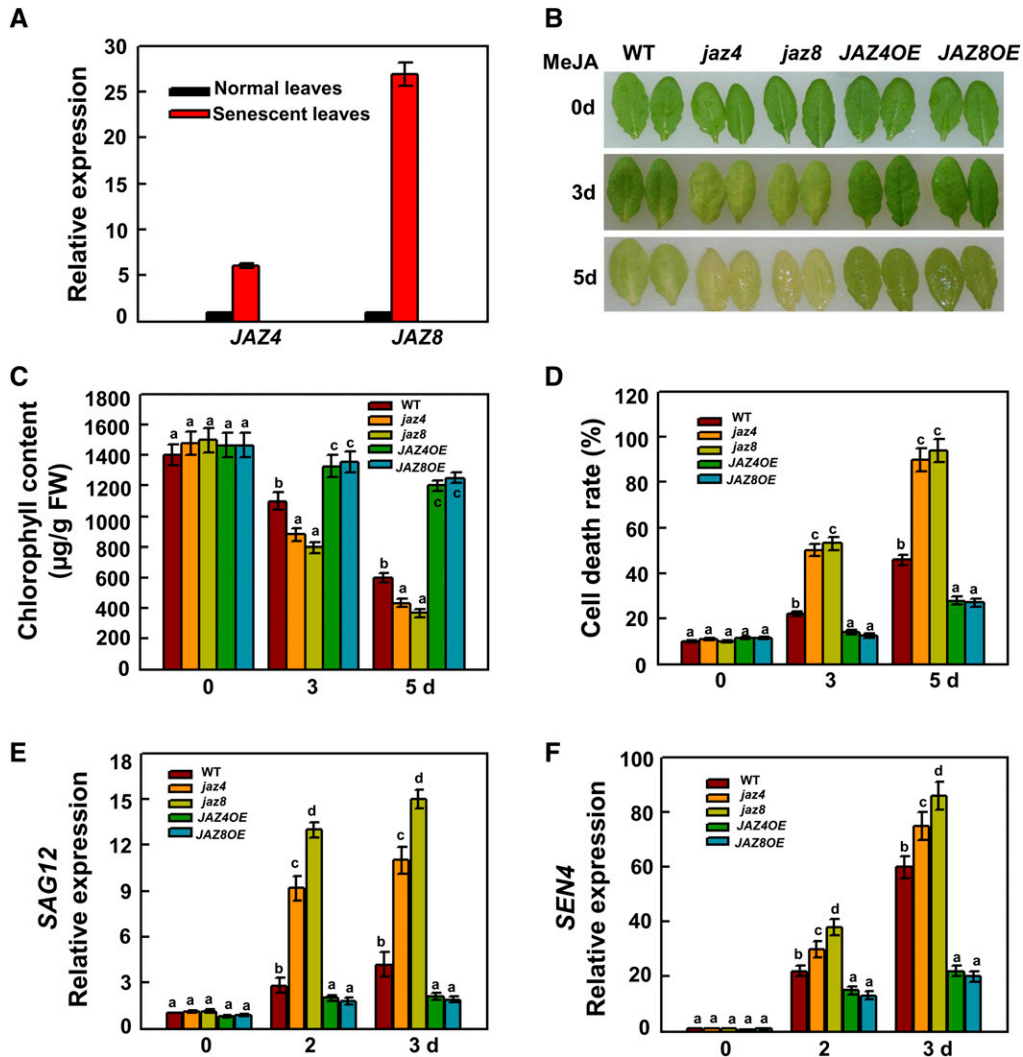 A
Relative expression
30
25
20
15
10
5
0
Normal leaves
Senescent leaves
JAZ4 JAZ8
B
MeJA WT jaz4 jaz8 JAZ4OE JAZ8OE
0d
3d
5d
C
Chlorophyll content
(µg/g FW)
1800
1600
1400
1200
1000
800
600
400
200
0
WT
jaz4
jaz8
JAZ4OE
JAZ8OE
a a a a a
b a a c c
b a a c c
0 3 5 d
D
Cell death rate (%)
120
100
80
60
40
20
0
WT
jaz4
jaz8
JAZ4OE
JAZ8OE
a a a a a
b c c a a
b c c a a
0 3 5 d
E
SAG12
Relative expression
18
15
12
9
6
3
0
WT
jaz4
jaz8
JAZ4OE
JAZ8OE
a a a a a
b c d a a
b c d a a
0 2 3 d
F
SEN4
Relative expression
100
80
60
40
20
0
WT
jaz4
jaz8
JAZ4OE
JAZ8OE
a a a a a
b c d a a
b c d a a
0 2 3 d